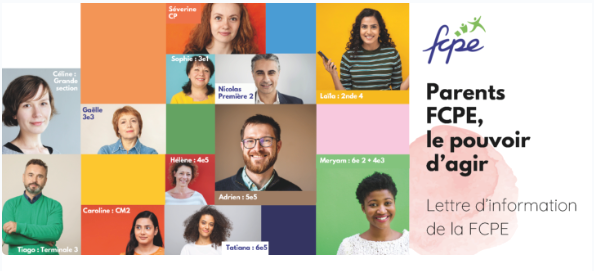 Séverine
CP
fcpe
Sophie : 3e1
Céline :
Grande
section
Nicolas
Première 2
Laïla : 2nde 4
Parents
FCPE,
le pouvoir
d'agir
Gaëlle
3e3
Hélène : 4e5
Maryam : 6e 2 + 4e3
Adrien : 5e5
Lettre d'information
de la FCPE
Caroline : CM2
Tiago : Terminale 3
Tatiana : 6e5